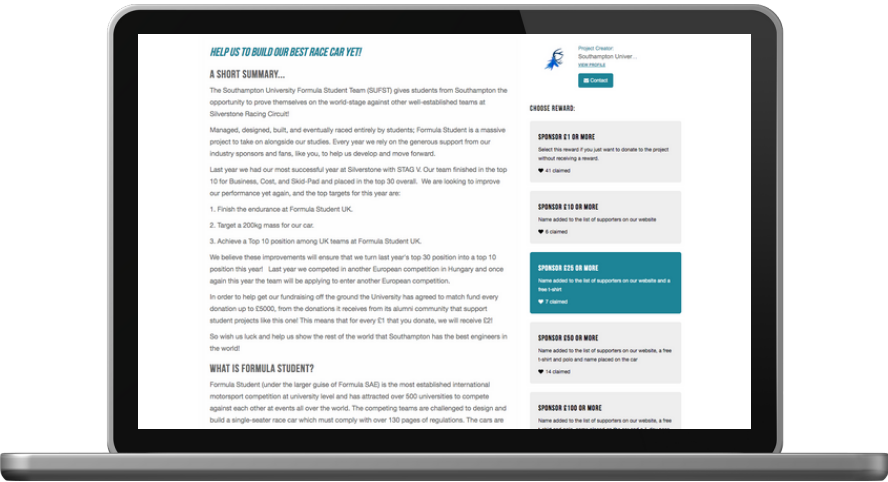 HELP US TO BUILD OUR BEST RACE CAR YET!
A SHORT SUMMARY...
The Southampton University Formula Student Team (SUFST) gives students from Southampton the
opportunity to prove themselves on the world-stage against other well-established teams at
Silverstone Racing Circuit!
Managed, designed, built, and eventually raced entirely by students; Formula Student is a massive
project to take on alongside our studies. Every year we rely on the generous support from our
industry sponsors and fans, like you, to help us develop and move forward.
Last year we had our most successful year at Silverstone with STAG V. Our team finished in the top
10 for Business, Cost, and Skid-Pad and placed in the top 30 overall. We are looking to improve
our performance yet again, and the top targets for this year are:
1. Finish the endurance at Formula Student UK.
2. Target a 200kg mass for our car.
3. Achieve a Top 10 position among UK teams at Formula Student UK.
We believe these improvements will ensure that we turn last year's top 30 position into a top 10
position this year! Last year we competed in another European competition in Hungary and once
again this year the team will be applying to enter another European competition.
In order to help get our fundraising off the ground the University has agreed to match fund every
donation up to £5000, from the donations it receives from its alumni community that support
student projects like this one! This means that for every £1 that you donate, we will receive £2!
So wish us luck and help us show the rest of the world that Southampton has the best engineers in
the world!
WHAT IS FORMULA STUDENT?
Formula Student (under the larger guise of Formula SAE) is the most established international
motorsport competition at university level and has attracted over 500 universities to compete
against each other at events all over the world. The competing teams are challenged to design and
build a single-seater race car which must comply with over 130 pages of regulations. The cars are
Project Creator
Southampton Univer...
VIEW PROFILE
Contact
CHOOSE REWARD:
SPONSOR £1 OR MORE
Select this reward if you just want to donate to the project
without receiving a reward.
41 claimed
SPONSOR £10 OR MORE
Name added to the list of supporters on our website
6 claimed
SPONSOR £25 OR MORE
Name added to the list of supporters on our website and a
free t-shirt
7 claimed
SPONSOR £50 OR MORE
Name added to the list of supporters on our website, a free
t-shirt and polo and name placed on the car
14 claimed
SPONSOR £100 OR MORE
Name added to the list of supporters on our website, a free